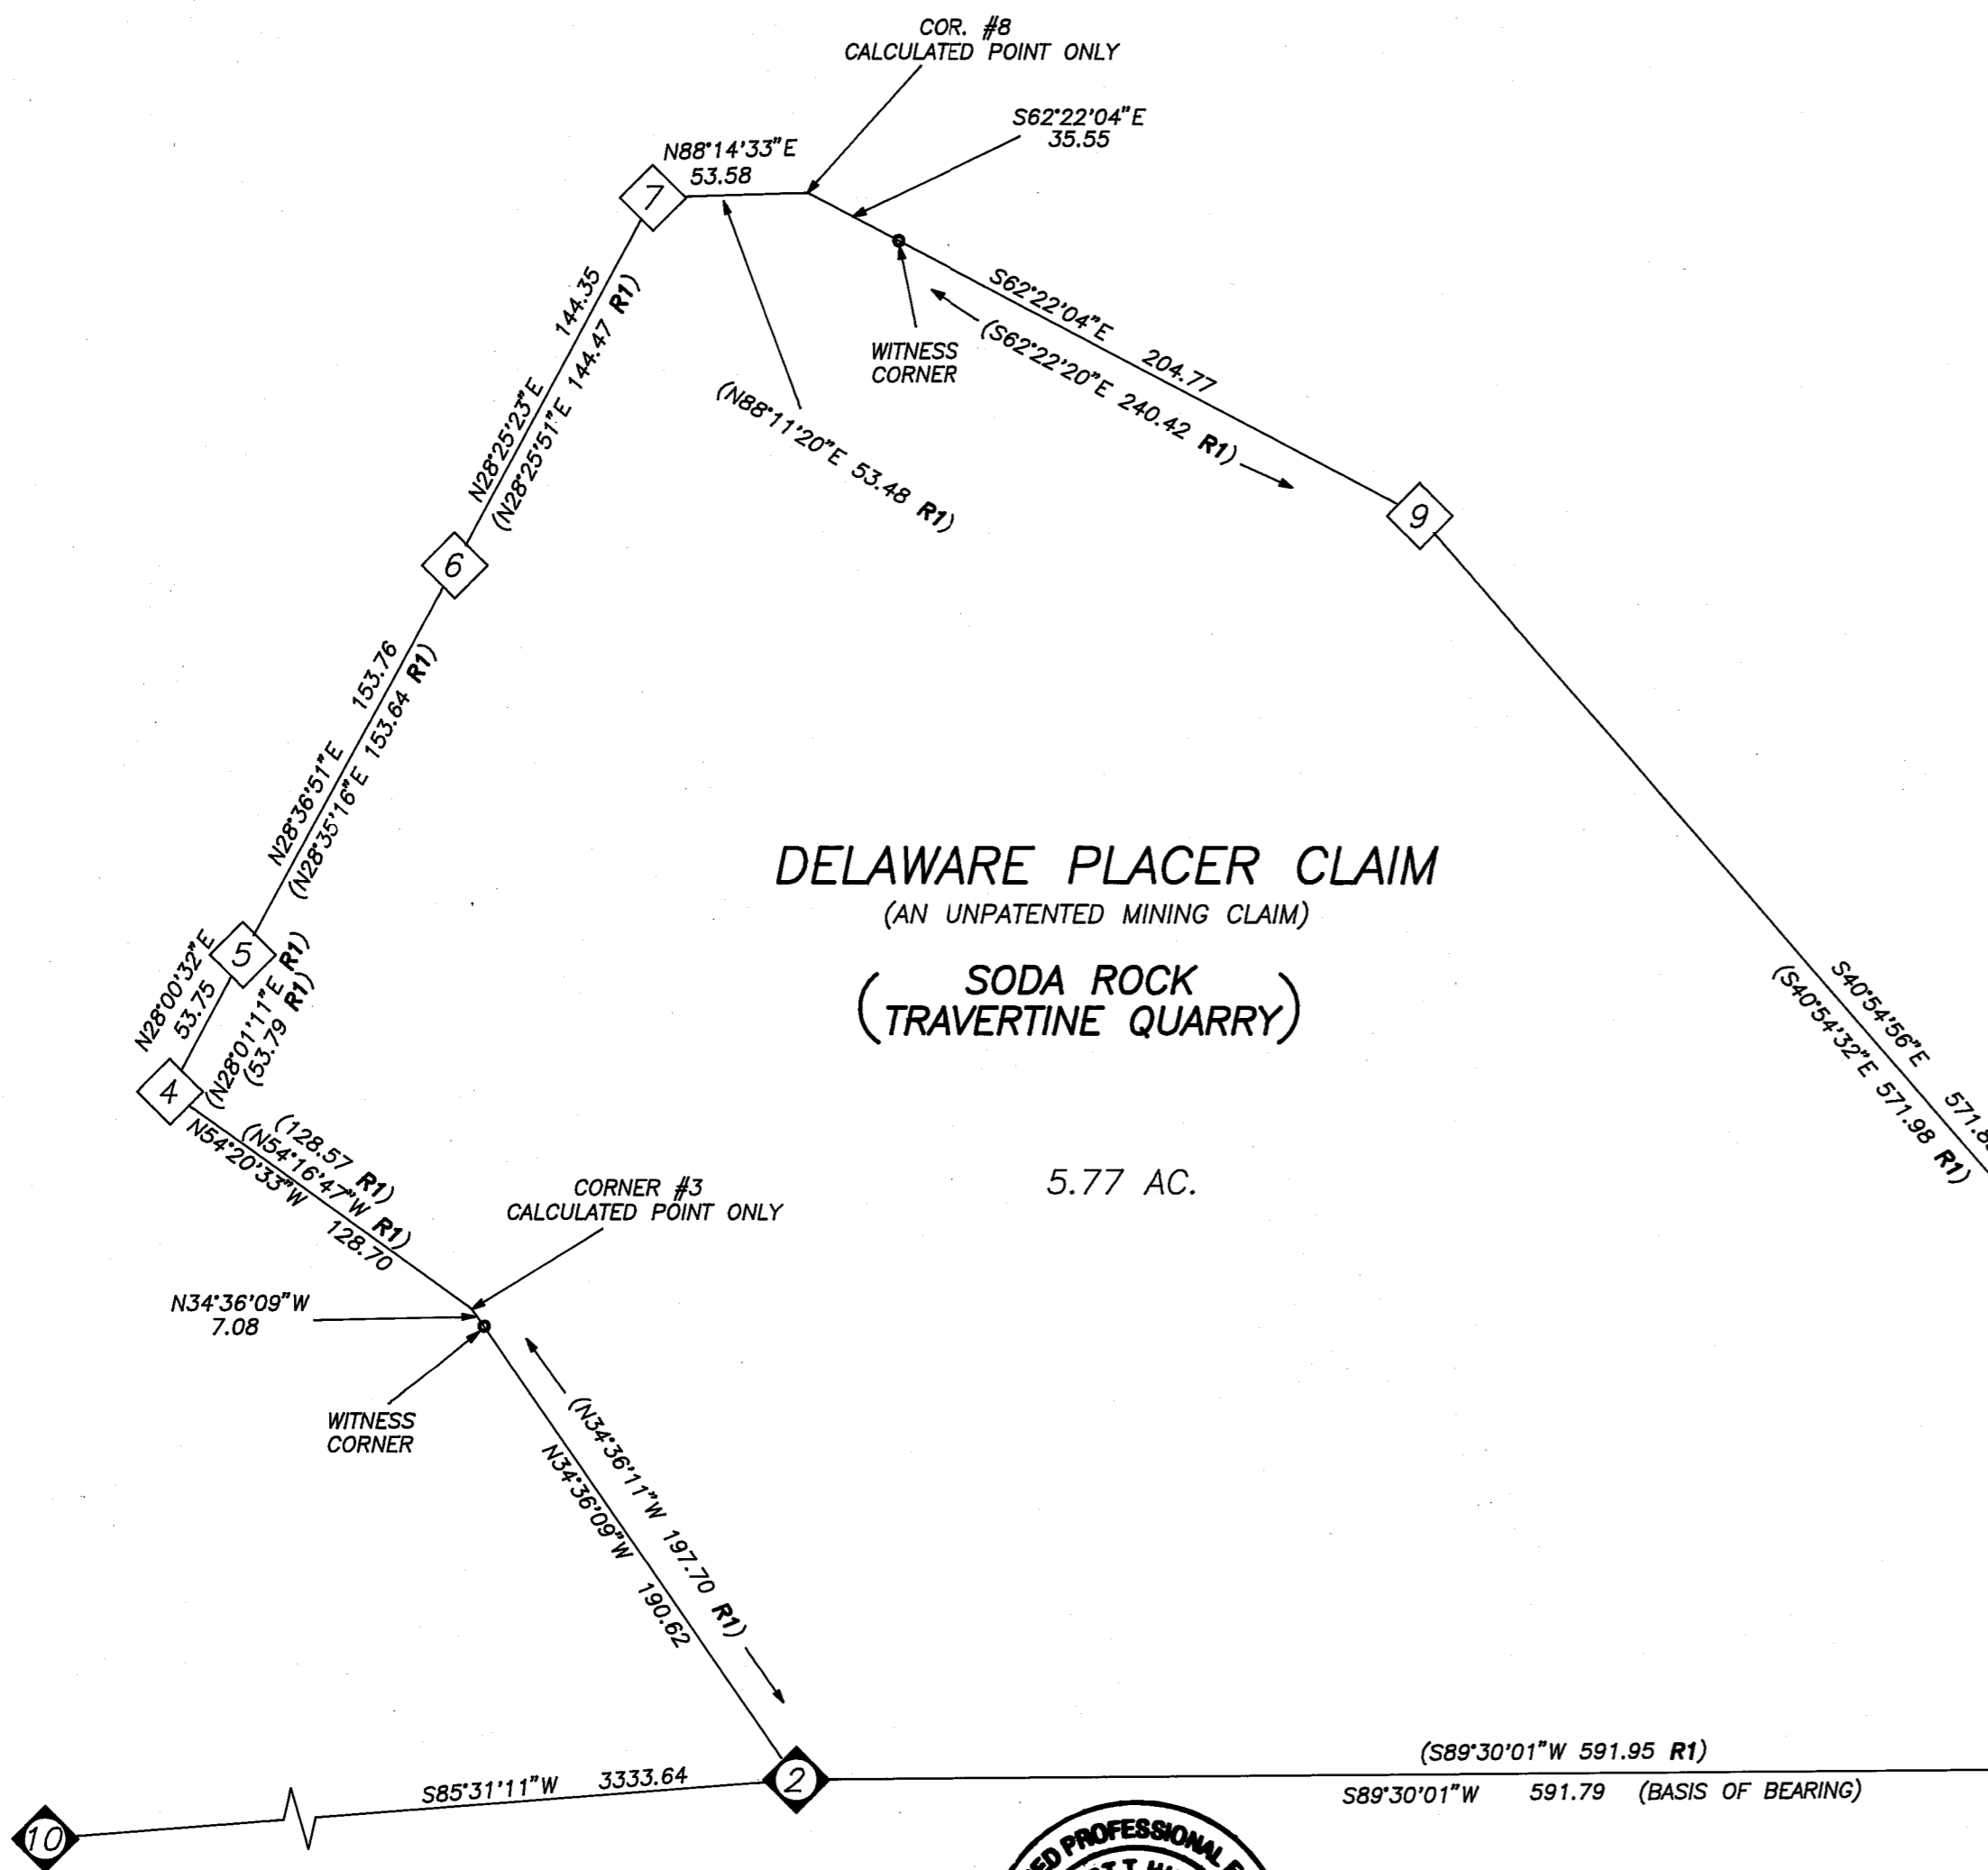 COR. #8
CALCULATED POINT ONLY
S62°22'04"E
35.55
N88°14'33"E
53.58
7
144.35
N28°25'23"E
(N28°25'51"E 144.47 R1)
WITNESS
CORNER
S62°22'04"E 204.77
(S62°22'20"E 240.42 R1)
(N88°11'20"E 53.48 R1)
9
6
153.76
N28°36'51"E
(N28°35'16"E 153.64 R1)
DELAWARE PLACER CLAIM
(AN UNPATENTED MINING CLAIM)
(SODA ROCK
TRAVERTINE QUARRY)
5.77 AC.
5
N28°00'32"E
53.75
(N28°01'11"E R1)
(53.79 R1)
S40°54'56"E
(S40°54'32"E 571.98 R1)
4
(128.57 R1)
(N54°16'47"W R1)
N54°20'33"W 128.70
CORNER #3
CALCULATED POINT ONLY
N34°36'09"W
7.08
WITNESS
CORNER
(N34°36'11"W 197.70 R1)
N34°36'09"W 190.62
(S89°30'01"W 591.95 R1)
S89°30'01"W 591.79 (BASIS OF BEARING)
2
S85°31'11"W 3333.64
10
PROFESSIONAL